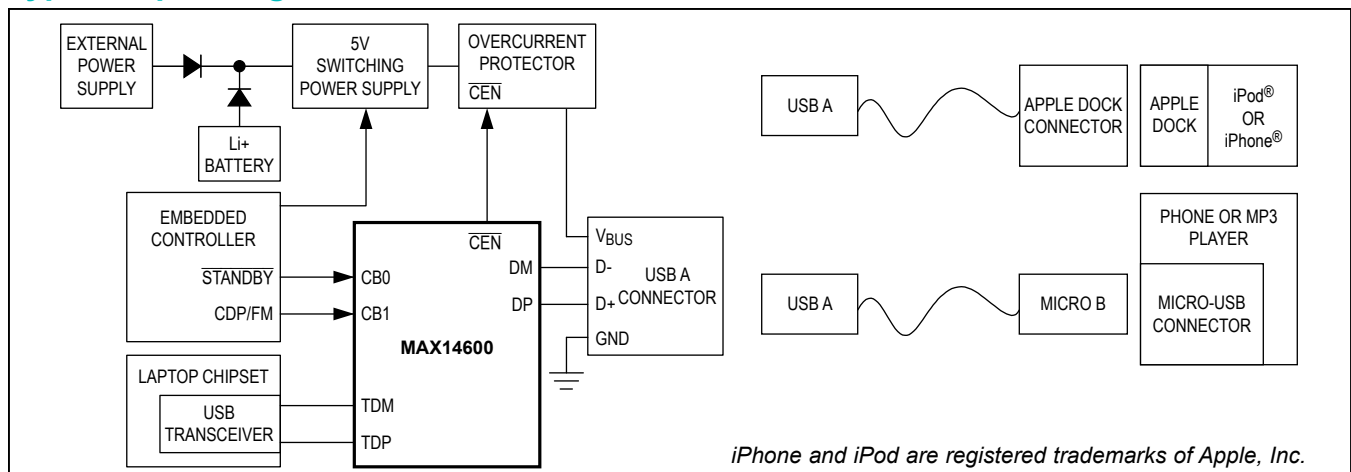 EXTERNAL
POWER
SUPPLY
Li+
BATTERY
5V
SWITCHING
POWER SUPPLY
OVERCURRENT
PROTECTOR
CEN
EMBEDDED
CONTROLLER
STANDBY
CDP/FM
LAPTOP CHIPSET
USB
TRANSCEIVER
CEN
CB0
CB1
DM
DP
MAX14600
TDM
TDP
VBUS
D-
D+
GND
USB A
CONNECTOR
USB A
APPLE DOCK
CONNECTOR
APPLE
DOCK
iPod®
OR
iPhone®
USB A
MICRO B
PHONE OR MP3
PLAYER
MICRO-USB
CONNECTOR
iPhone and iPod are registered trademarks of Apple, Inc.